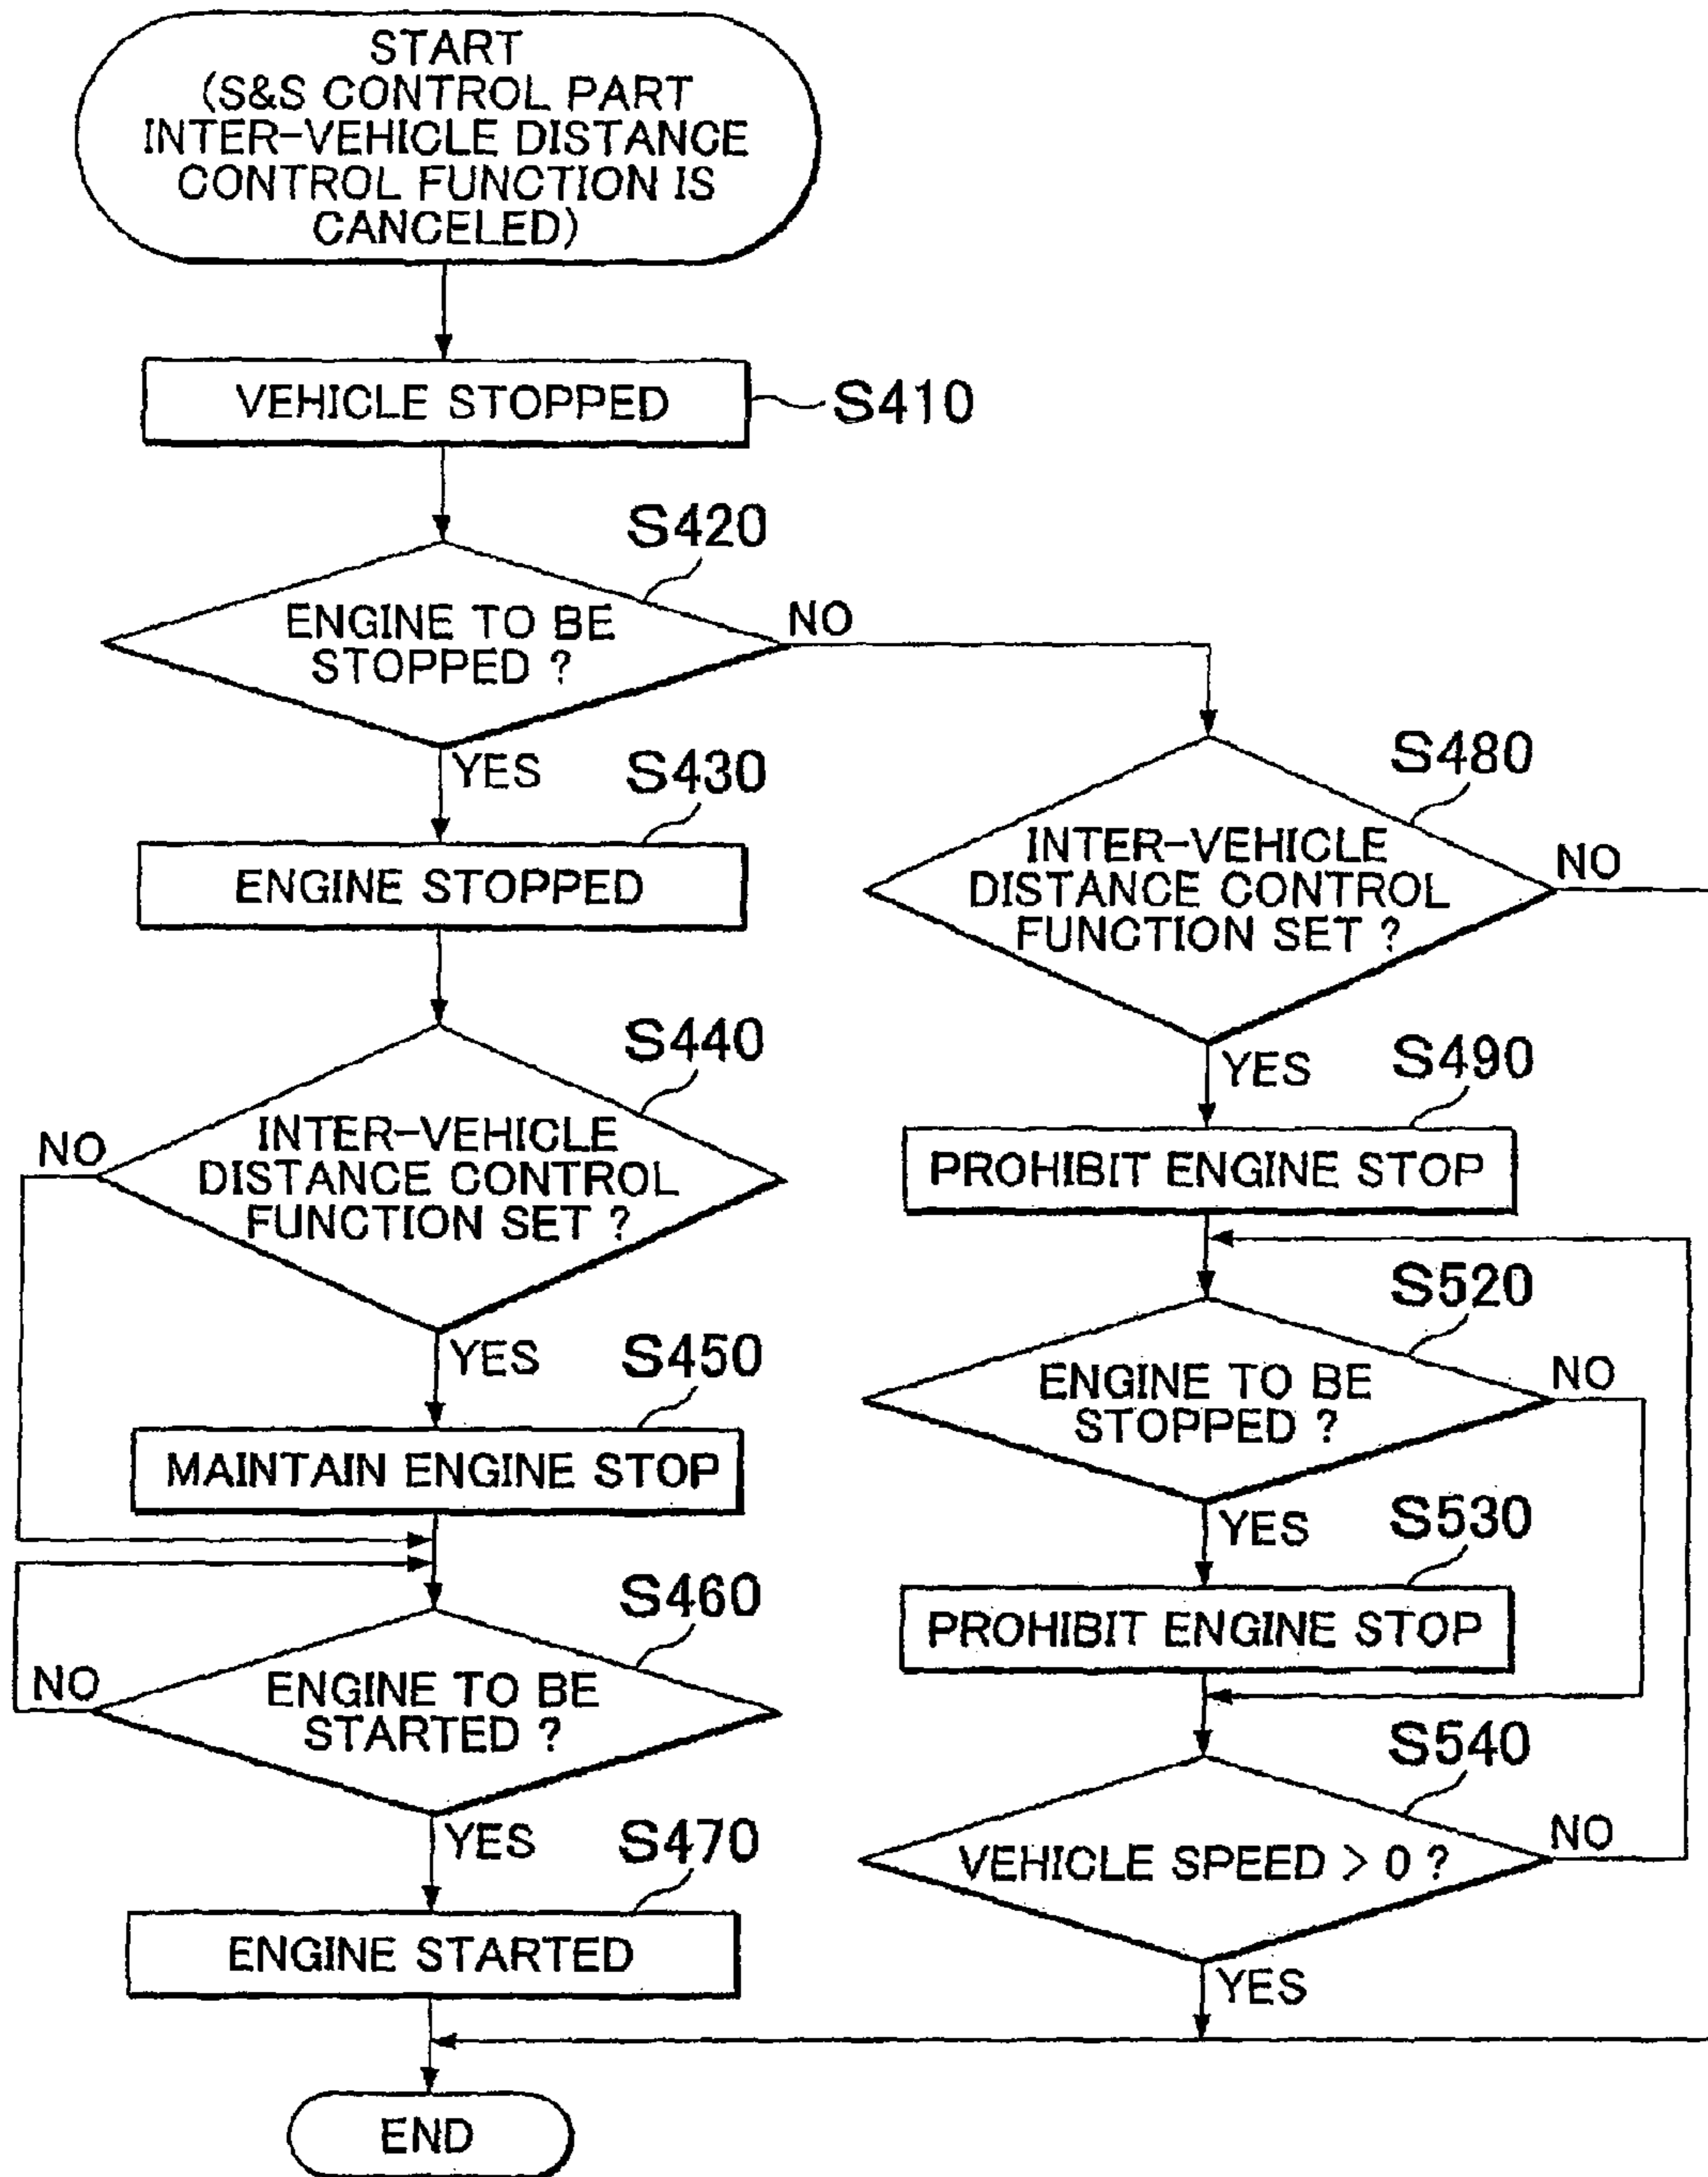 START
(S&S CONTROL PART
INTER-VEHICLE DISTANCE
CONTROL FUNCTION IS
CANCELED)
VEHICLE STOPPED
S410
S420
ENGINE TO BE
STOPPED ?
NO
YES
S430
ENGINE STOPPED
S440
INTER-VEHICLE
DISTANCE CONTROL
FUNCTION SET ?
NO
YES
S450
MAINTAIN ENGINE STOP
S460
ENGINE TO BE
STARTED ?
NO
YES
S470
ENGINE STARTED
S480
INTER-VEHICLE
DISTANCE CONTROL
FUNCTION SET ?
NO
YES
S490
PROHIBIT ENGINE STOP
S520
ENGINE TO BE
STOPPED ?
NO
YES
S530
PROHIBIT ENGINE STOP
S540
VEHICLE SPEED > 0 ?
NO
YES
END